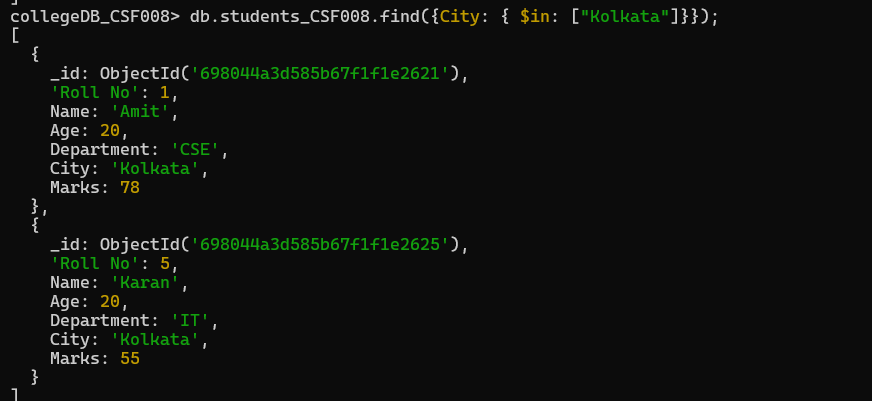 ]
collegeDB_CSF008> db.students_CSF008.find({City: { $in: ["Kolkata"]}});
[
  {
    _id: ObjectId('698044a3d585b67f1f1e2621'),
    'Roll No': 1,
    Name: 'Amit',
    Age: 20,
    Department: 'CSE',
    City: 'Kolkata',
    Marks: 78
  },
  {
    _id: ObjectId('698044a3d585b67f1f1e2625'),
    'Roll No': 5,
    Name: 'Karan',
    Age: 20,
    Department: 'IT',
    City: 'Kolkata',
    Marks: 55
  }
]